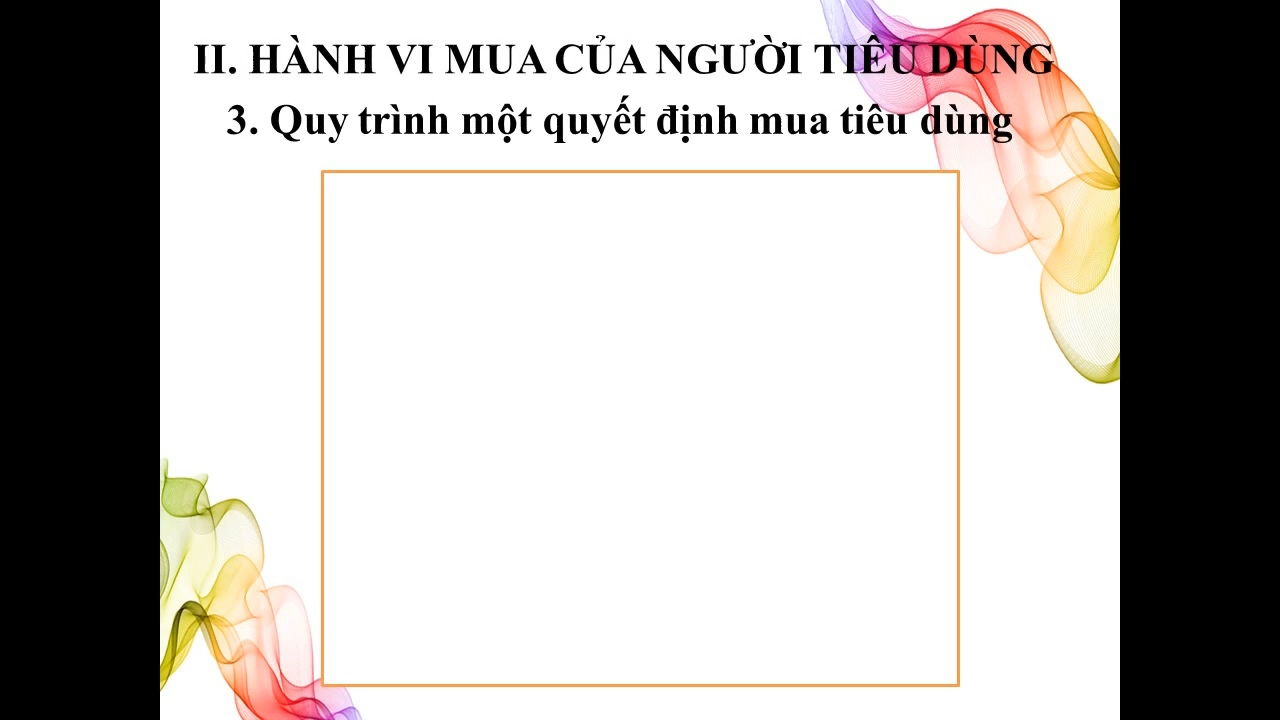 II. HÀNH VI MUA CỦA NGƯỜI TIÊU DÙNG
3. Quy trình một quyết định mua tiêu dùng